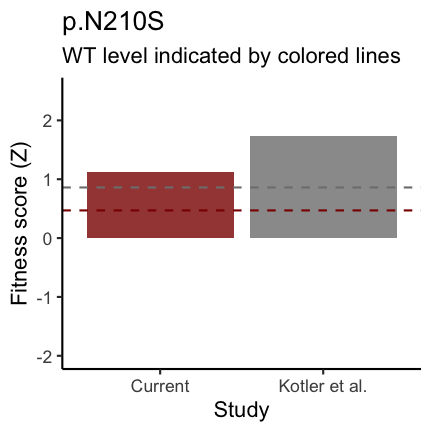 p.N210S
WT level indicated by colored lines
Fitness score (Z)
2
1
0
-1
-2
Current
Kotler et al.
Study